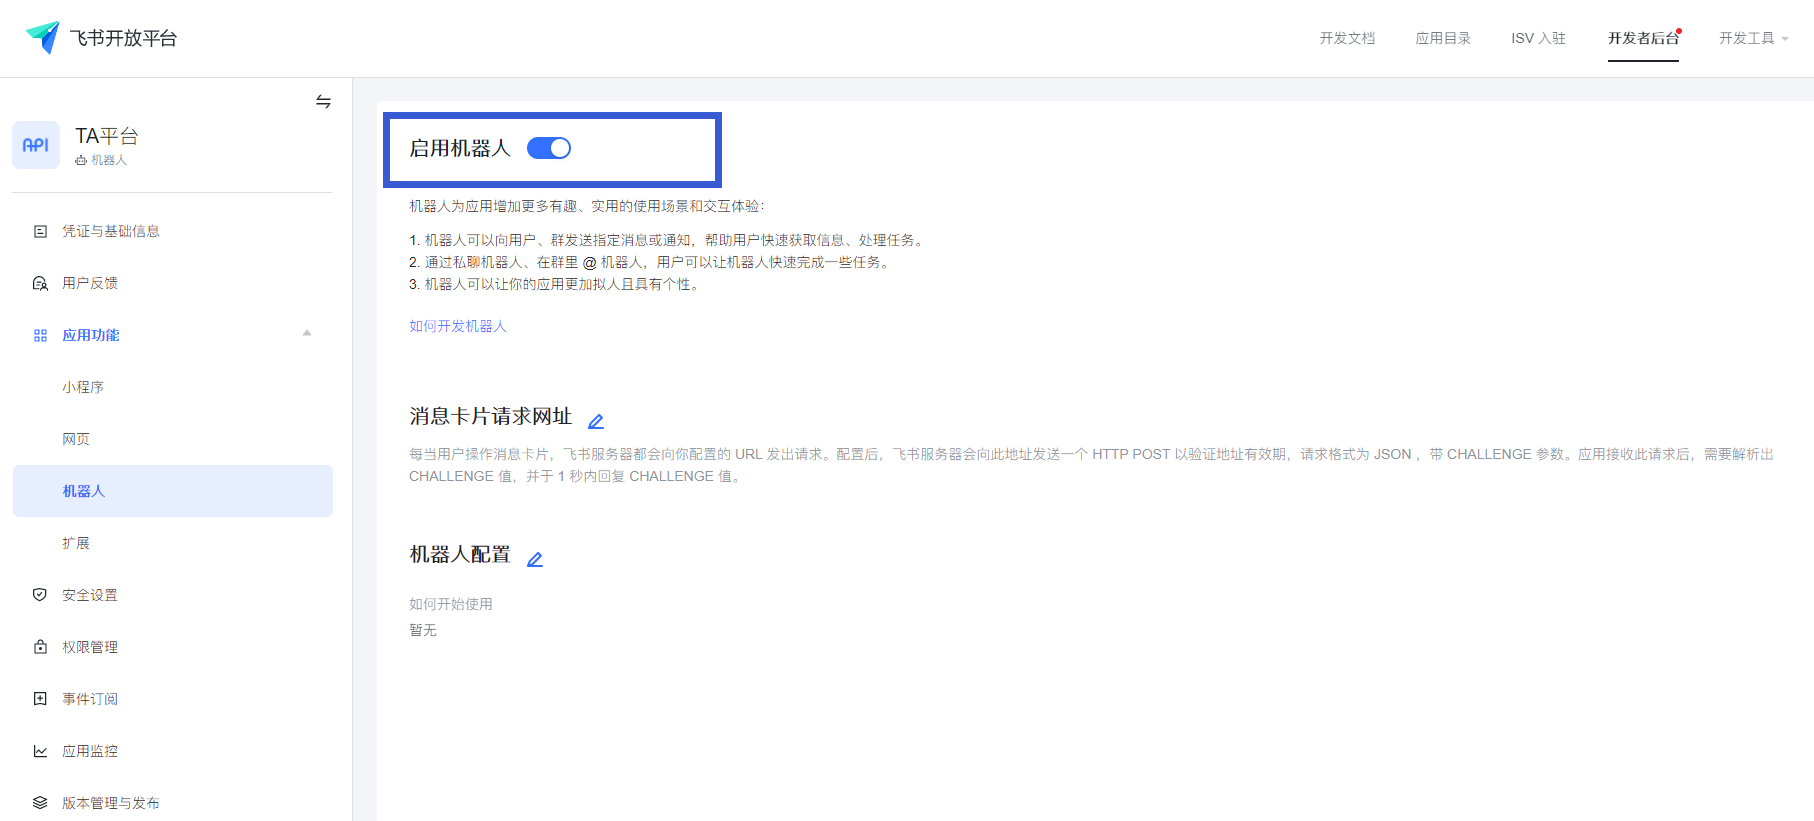 飞书开放平台
开发文档
应用目录
ISV 入驻
开发者后台
开发工具
API
TA平台
机器人
凭证与基础信息
用户反馈
应用功能
小程序
网页
机器人
扩展
安全设置
权限管理
事件订阅
应用监控
版本管理与发布
启用机器人
机器人为应用增加更多有趣、实用的使用场景和交互体验：
1. 机器人可以向用户、群发送指定消息或通知，帮助用户快速获取信息、处理任务。
2. 通过私聊机器人、在群里 @ 机器人，用户可以让机器人快速完成一些任务。
3. 机器人可以让你的应用更加拟人且具有个性。
如何开发机器人
消息卡片请求网址
每当用户操作消息卡片，飞书服务器都会向你配置的 URL 发出请求。配置后，飞书服务器会向此地址发送一个 HTTP POST 以验证地址有效期，请求格式为 JSON ，带 CHALLENGE 参数。应用接收此请求后，需要解析出
CHALLENGE 值，并于 1 秒内回复 CHALLENGE 值。
机器人配置
如何开始使用
暂无